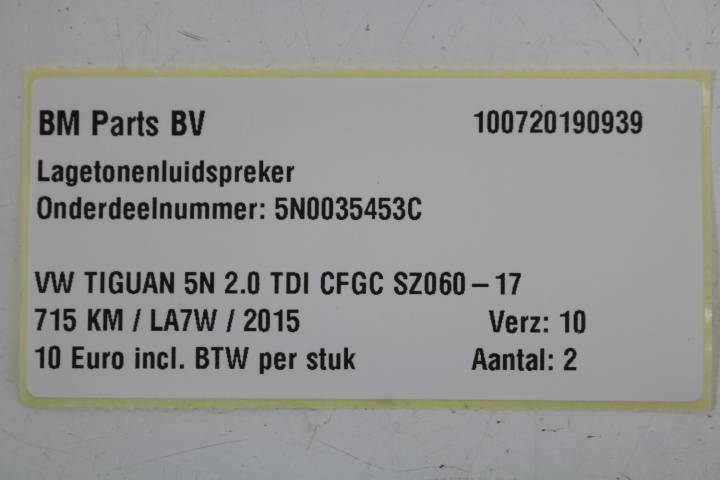 BM Parts BV 100720190939
Lagetonenluidspreker
Onderdeelnummer: 5N0035453C
VW TIGUAN 5N 2.0 TDI CFGC SZ060-17
715 KM / LA7W / 2015 Verz: 10
10 Euro incl. BTW per stuk Aantal: 2